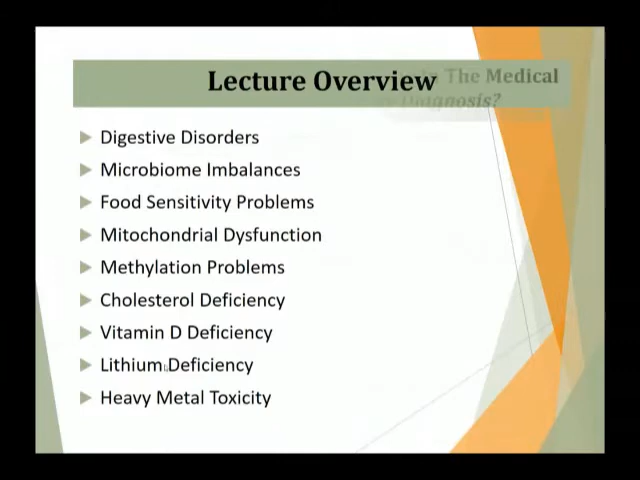 Lecture Overview
The Medical
Diagnosis?
Digestive Disorders
Microbiome Imbalances
Food Sensitivity Problems
Mitochondrial Dysfunction
Methylation Problems
Cholesterol Deficiency
Vitamin D Deficiency
Lithium Deficiency
Heavy Metal Toxicity